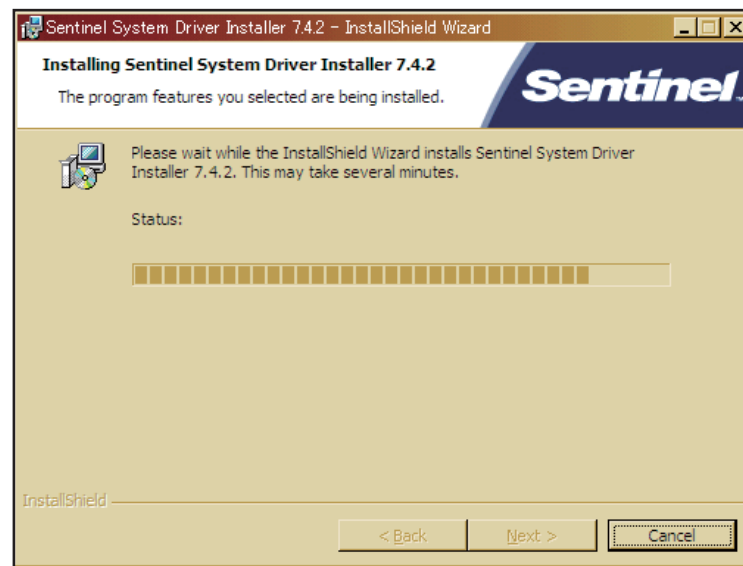 Sentinel System Driver Installer 7.4.2 - InstallShield Wizard
Installing Sentinel System Driver Installer 7.4.2
The program features you selected are being installed.
Sentinel
Please wait while the InstallShield Wizard installs Sentinel System Driver
Installer 7.4.2. This may take several minutes.
Status:
InstallShield
< Back Next > Cancel